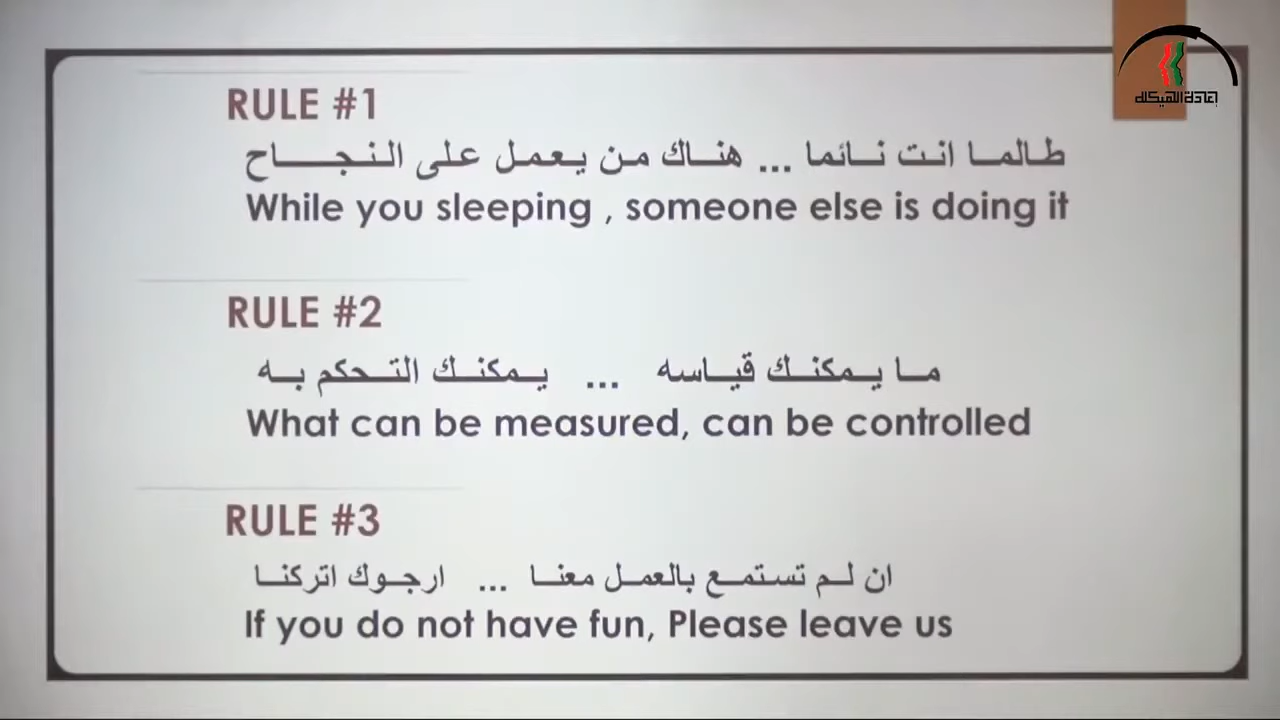 إعادة الهيكلة
RULE #1
طالما انت نائما ... هناك من يعمل على النجاح
While you sleeping , someone else is doing it
RULE #2
ما يمكنك قياسه ... يمكنك التحكم به
What can be measured, can be controlled
RULE #3
ان لم تستمع بالعمل معنا ... ارجوك اتركنا
If you do not have fun, Please leave us